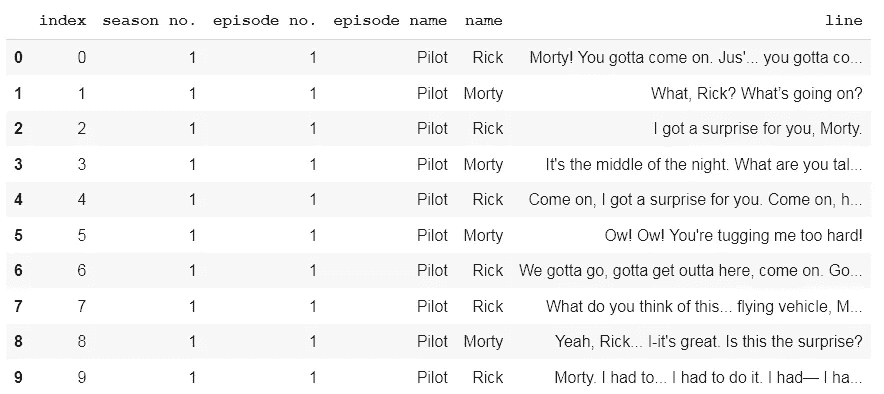 index season no. episode no. episode name name line
0 0 1 1 Pilot Rick Morty! You gotta come on. Jus'... you gotta co...
1 1 1 1 Pilot Morty What, Rick? What’s going on?
2 2 1 1 Pilot Rick I got a surprise for you, Morty.
3 3 1 1 Pilot Morty It's the middle of the night. What are you tal...
4 4 1 1 Pilot Rick Come on, I got a surprise for you. Come on, h...
5 5 1 1 Pilot Morty Ow! Ow! You're tugging me too hard!
6 6 1 1 Pilot Rick We gotta go, gotta get outta here, come on. Go...
7 7 1 1 Pilot Rick What do you think of this... flying vehicle, M...
8 8 1 1 Pilot Morty Yeah, Rick... I-it's great. Is this the surprise?
9 9 1 1 Pilot Rick Morty. I had to... I had to do it. I had— I ha...